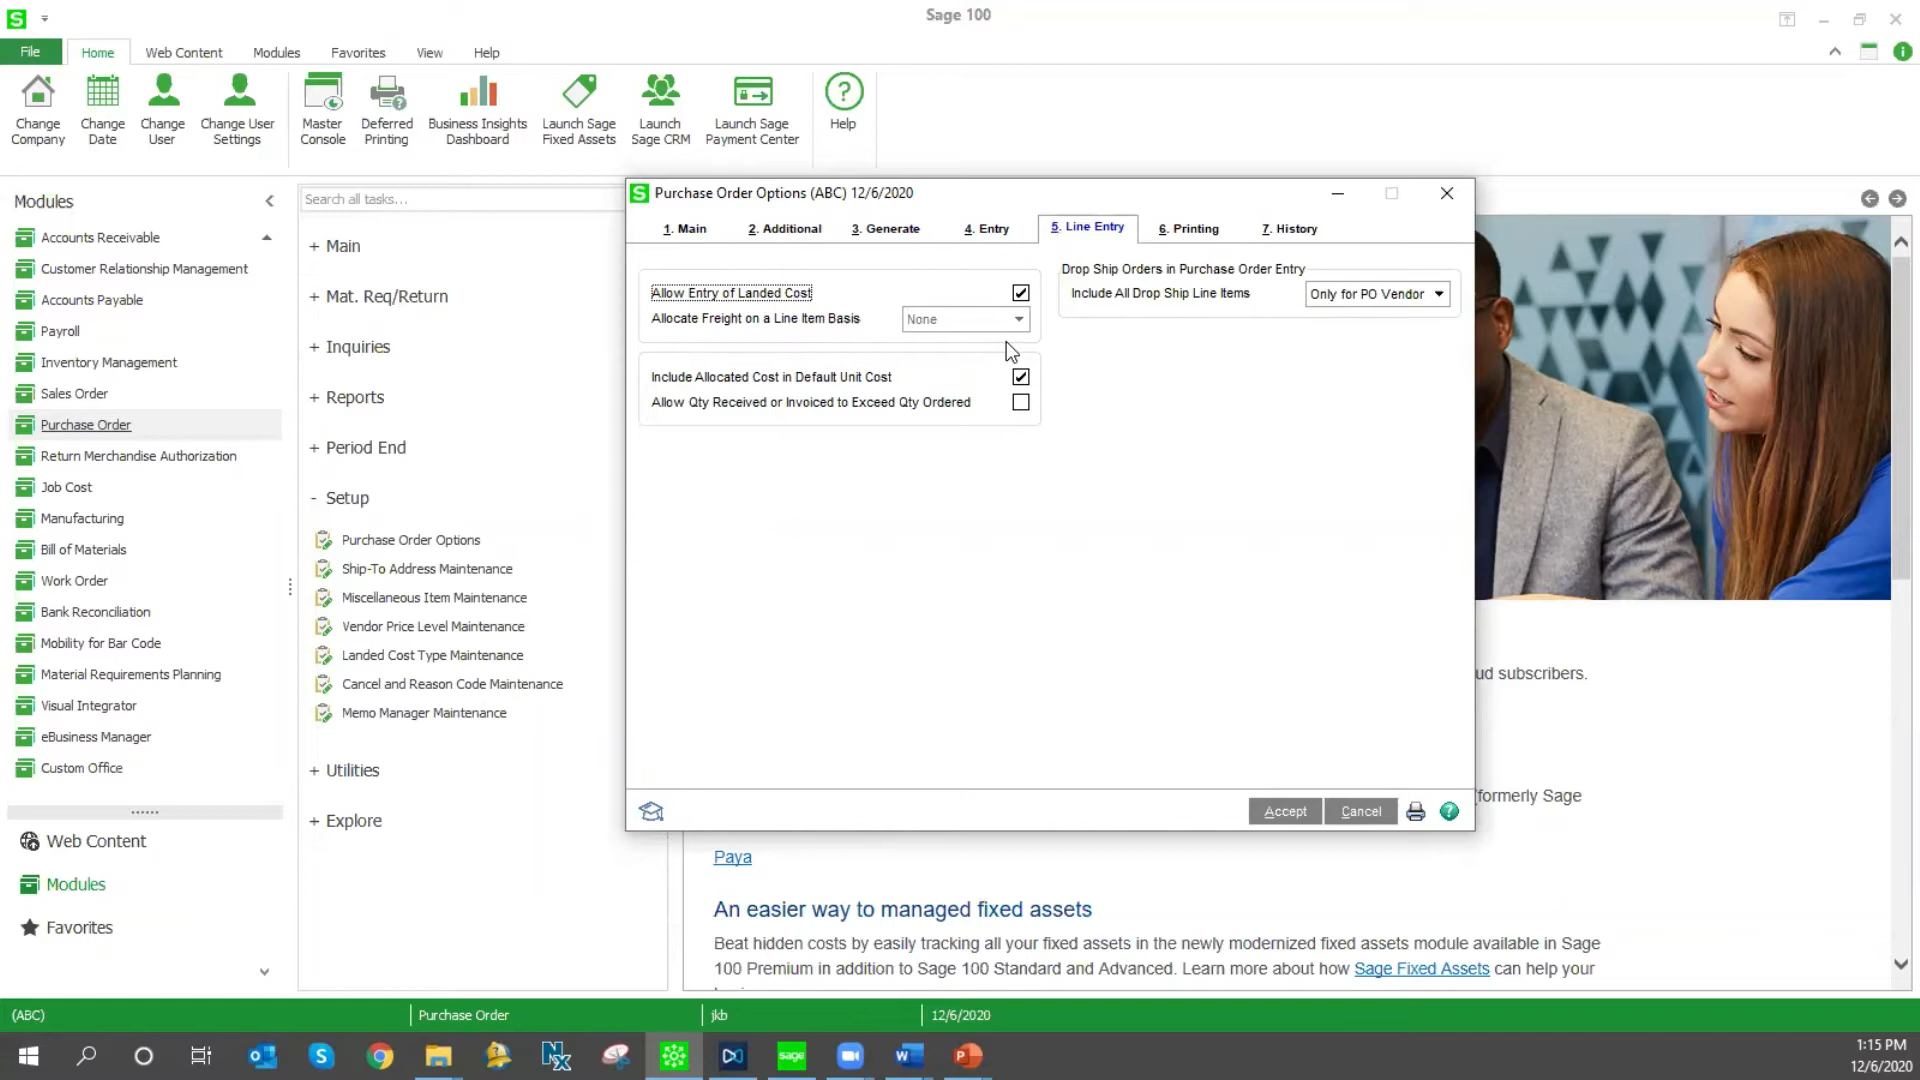 S
Sage 100
File
Home
Web Content
Modules
Favorites
View
Help
Change
Company
Change
Date
Change
User
Change User
Settings
Master
Console
Deferred
Printing
Business Insights
Dashboard
Launch Sage
Fixed Assets
Launch
Sage CRM
Launch Sage
Payment Center
Help
Modules
Accounts Receivable
Customer Relationship Management
Accounts Payable
Payroll
Inventory Management
Sales Order
Purchase Order
Return Merchandise Authorization
Job Cost
Manufacturing
Bill of Materials
Work Order
Bank Reconciliation
Mobility for Bar Code
Material Requirements Planning
Visual Integrator
eBusiness Manager
Custom Office
Web Content
Modules
Favorites
Search all tasks...
+ Main
+ Mat. Req/Return
+ Inquiries
+ Reports
+ Period End
- Setup
Purchase Order Options
Ship-To Address Maintenance
Miscellaneous Item Maintenance
Vendor Price Level Maintenance
Landed Cost Type Maintenance
Cancel and Reason Code Maintenance
Memo Manager Maintenance
+ Utilities
+ Explore
S Purchase Order Options (ABC) 12/6/2020
1. Main
2. Additional
3. Generate
4. Entry
5. Line Entry
6. Printing
7. History
Allow Entry of Landed Cost
Allocate Freight on a Line Item Basis
None
Include Allocated Cost in Default Unit Cost
Allow Qty Received or Invoiced to Exceed Qty Ordered
Drop Ship Orders in Purchase Order Entry
Include All Drop Ship Line Items
Only for PO Vendor
Accept
Cancel
ud subscribers.
(formerly Sage
Paya
An easier way to managed fixed assets
Beat hidden costs by easily tracking all your fixed assets in the newly modernized fixed assets module available in Sage
100 Premium in addition to Sage 100 Standard and Advanced. Learn more about how Sage Fixed Assets can help your
(ABC)
Purchase Order
jkb
12/6/2020
sage
1:15 PM
12/6/2020